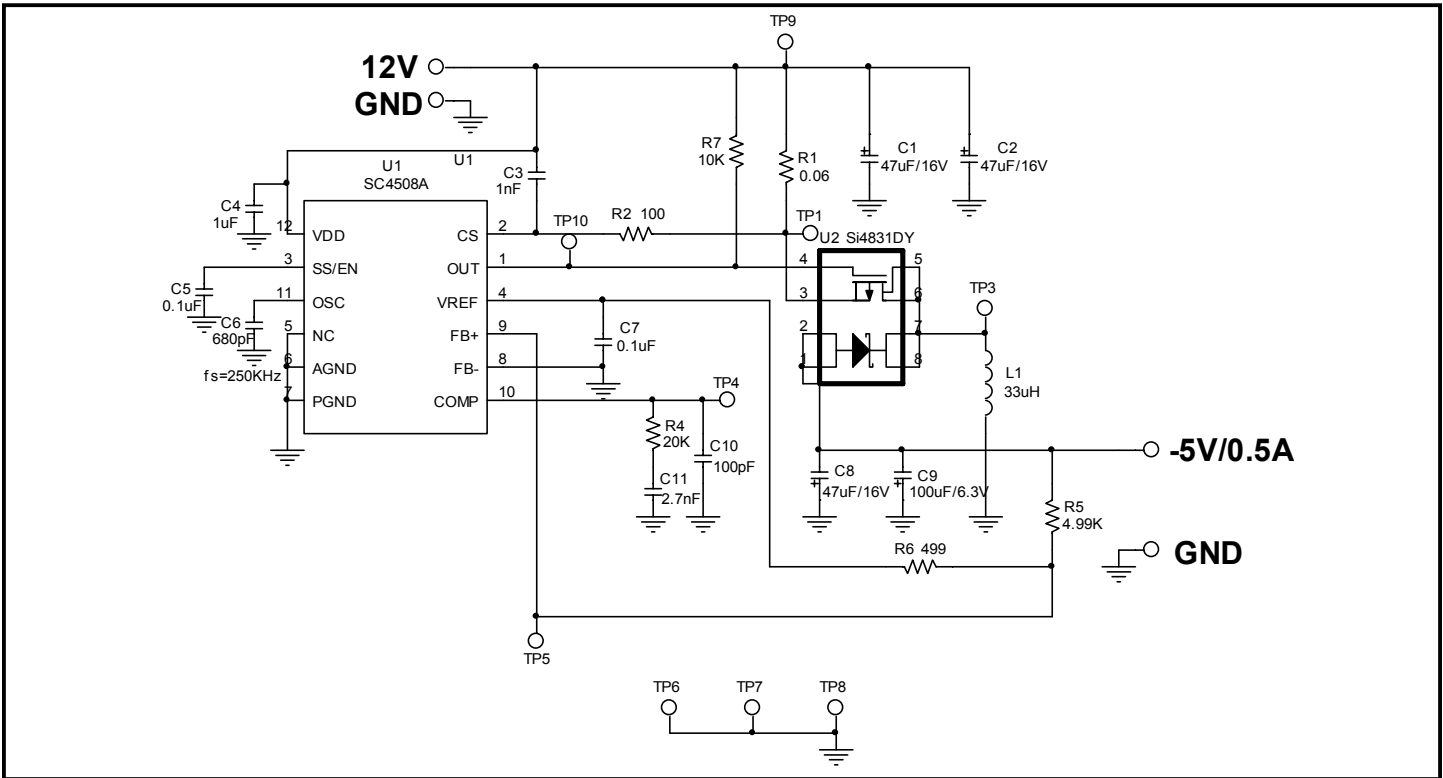 TP9
12V
GND
U1
SC4508A
U1
C3
1nF
R7
10K
R1
0.06
C1
47uF/16V
C2
47uF/16V
C4
1uF
12 VDD
CS 2
TP10
R2 100
TP1
U2 Si4831DY
3 SS/EN
OUT 1
4
5
C5
0.1uF
11 OSC
VREF 4
3
6
TP3
C6
680pF
5 NC
FB+ 9
C7
0.1uF
2
7
fs=250KHz
6 AGND
FB- 8
1
8
L1
33uH
7 PGND
COMP 10
TP4
R4
20K
C10
100pF
C11
2.7nF
-5V/0.5A
C8
47uF/16V
C9
100uF/6.3V
R5
4.99K
R6 499
GND
TP5
TP6
TP7
TP8